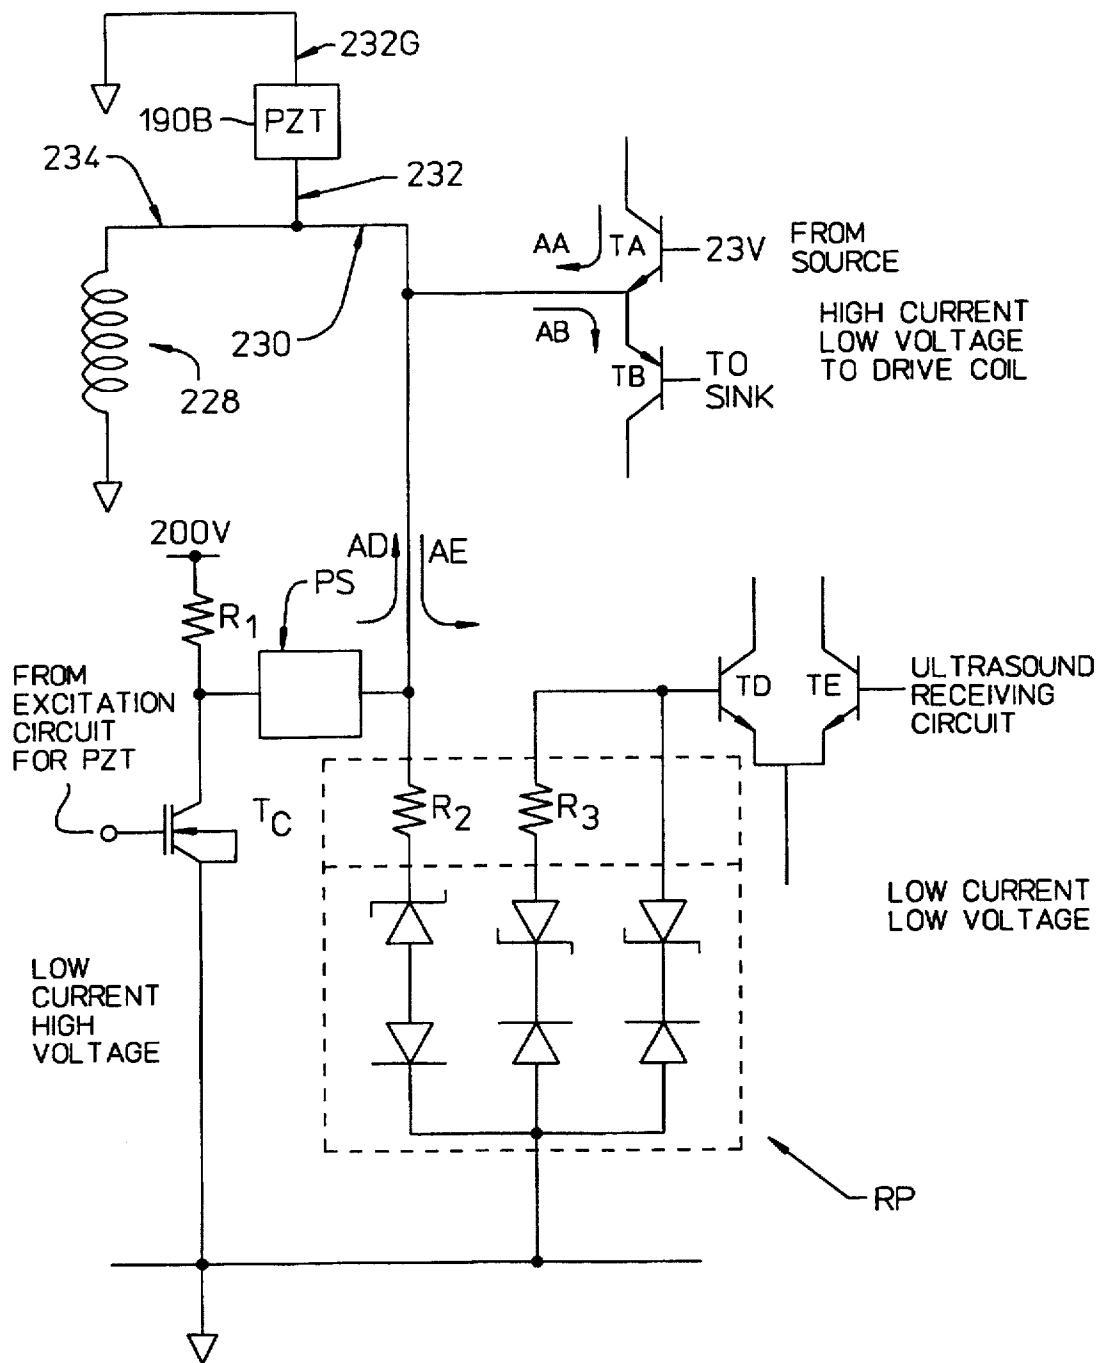 232G
190B
PZT
234
232
AA
TA
23V
FROM
SOURCE
230
AB
TB
TO
SINK
HIGH CURRENT
LOW VOLTAGE
TO DRIVE COIL
228
200V
R1
PS
AD
AE
FROM
EXCITATION
CIRCUIT
FOR PZT
TC
TD
TE
ULTRASOUND
RECEIVING
CIRCUIT
R2
R3
LOW CURRENT
LOW VOLTAGE
LOW
CURRENT
HIGH
VOLTAGE
RP